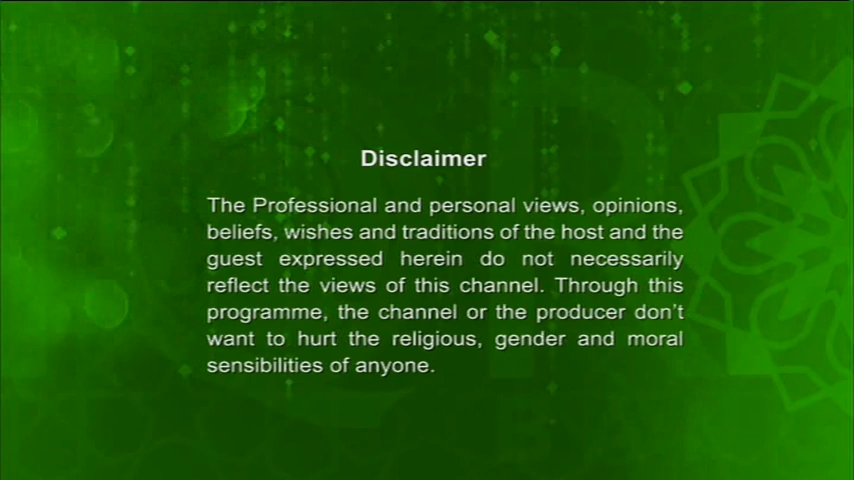 Disclaimer
The Professional and personal views, opinions,
beliefs, wishes and traditions of the host and the
guest expressed herein do not necessarily
reflect the views of this channel. Through this
programme, the channel or the producer don't
want to hurt the religious, gender and moral
sensibilities of anyone.